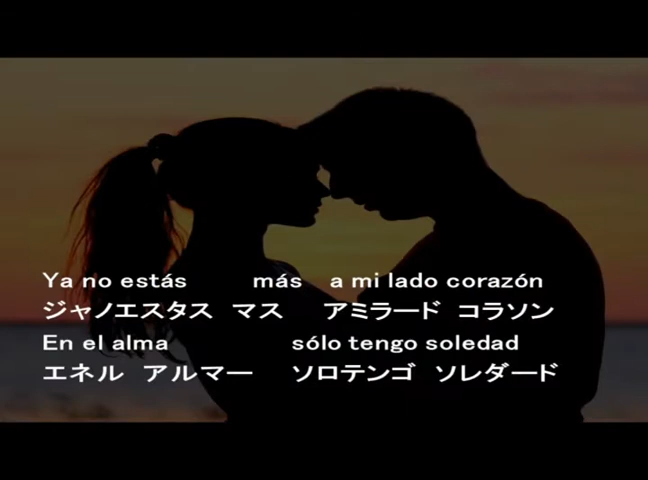 Ya no estás más a mi lado corazón
ジャノエスタス マス アミラード コラソン
En el alma sólo tengo soledad
エネル アルマー ソロテンゴ ソレダード